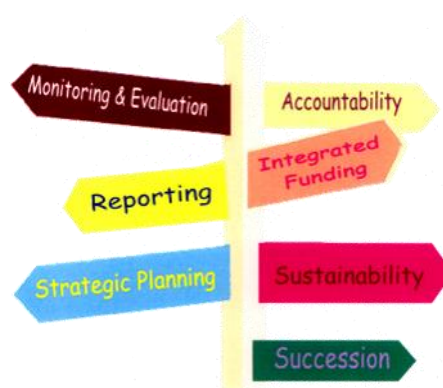 Monitoring & Evaluation
Accountability
Integrated
Funding
Reporting
Strategic Planning
Sustainability
Succession